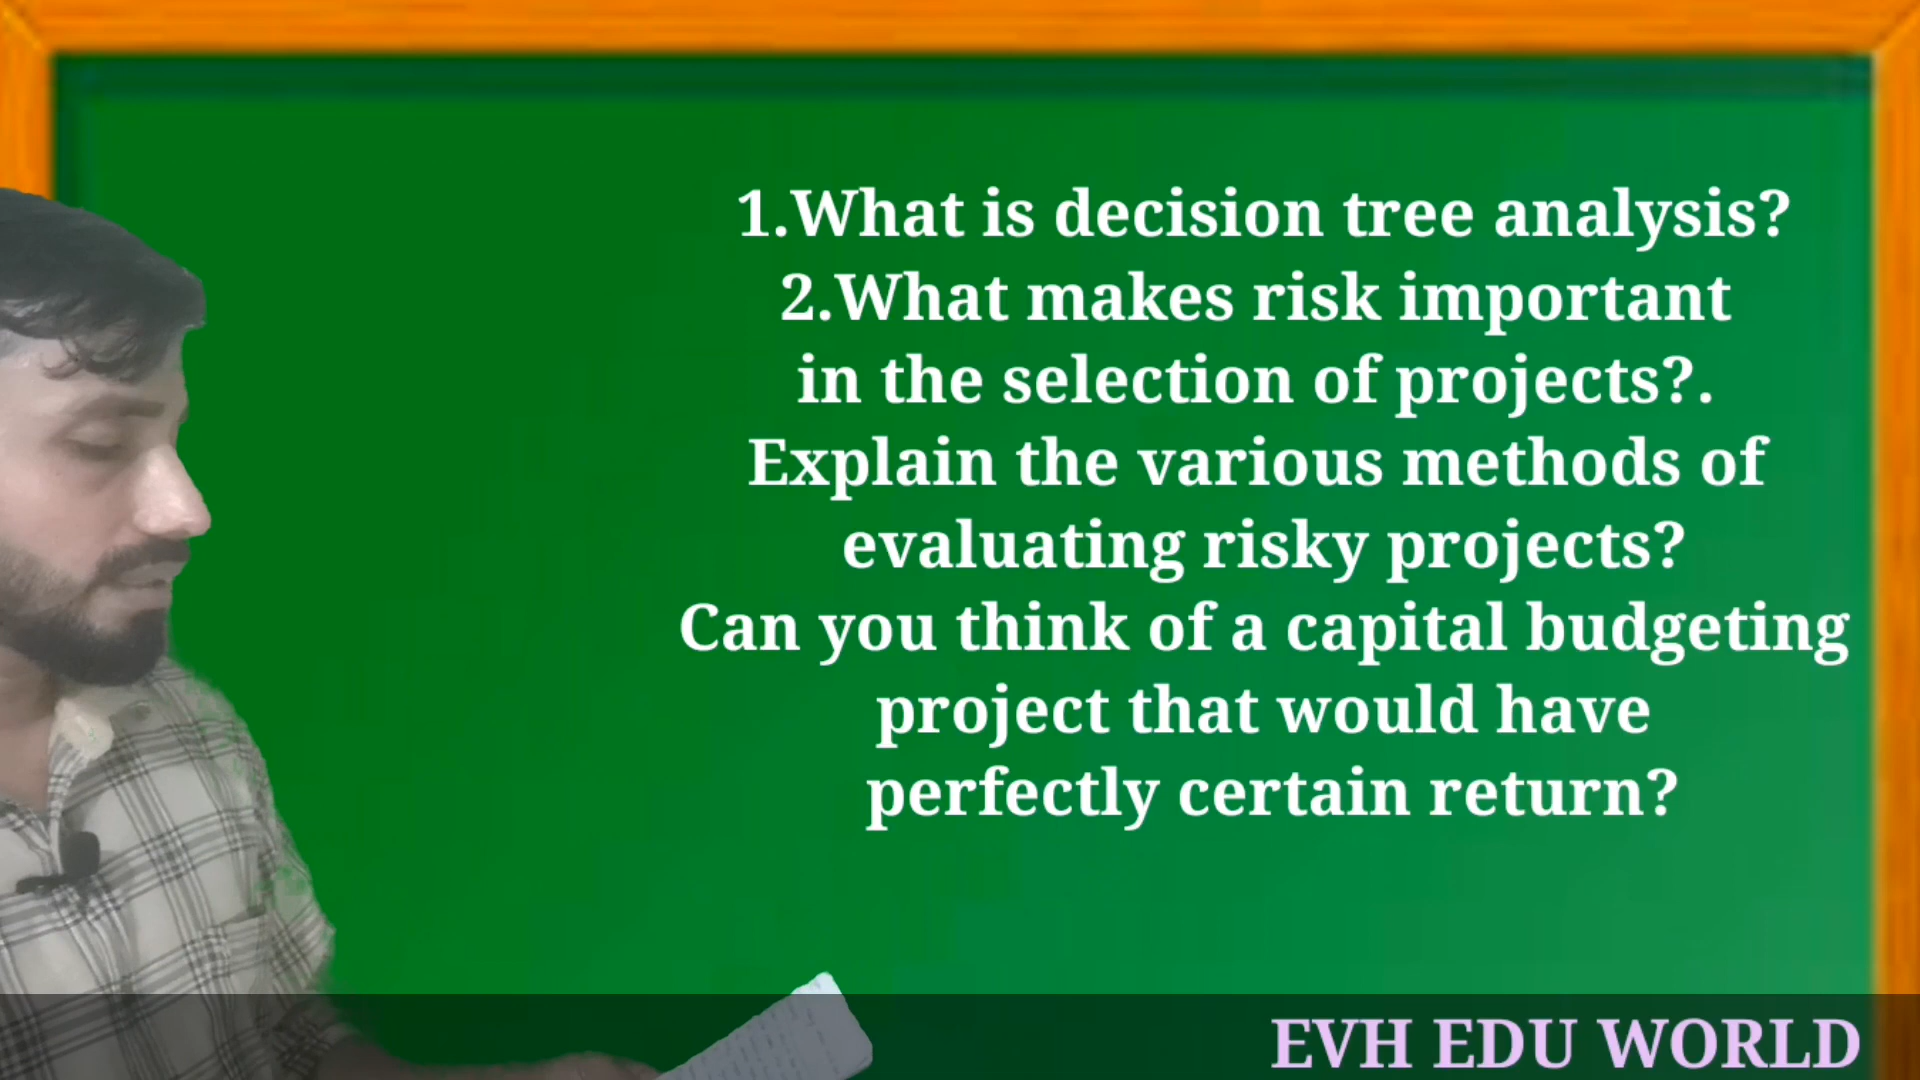 1.What is decision tree analysis?
2.What makes risk important
in the selection of projects?.
Explain the various methods of
evaluating risky projects?
Can you think of a capital budgeting
project that would have
perfectly certain return?
EVH EDU WORLD